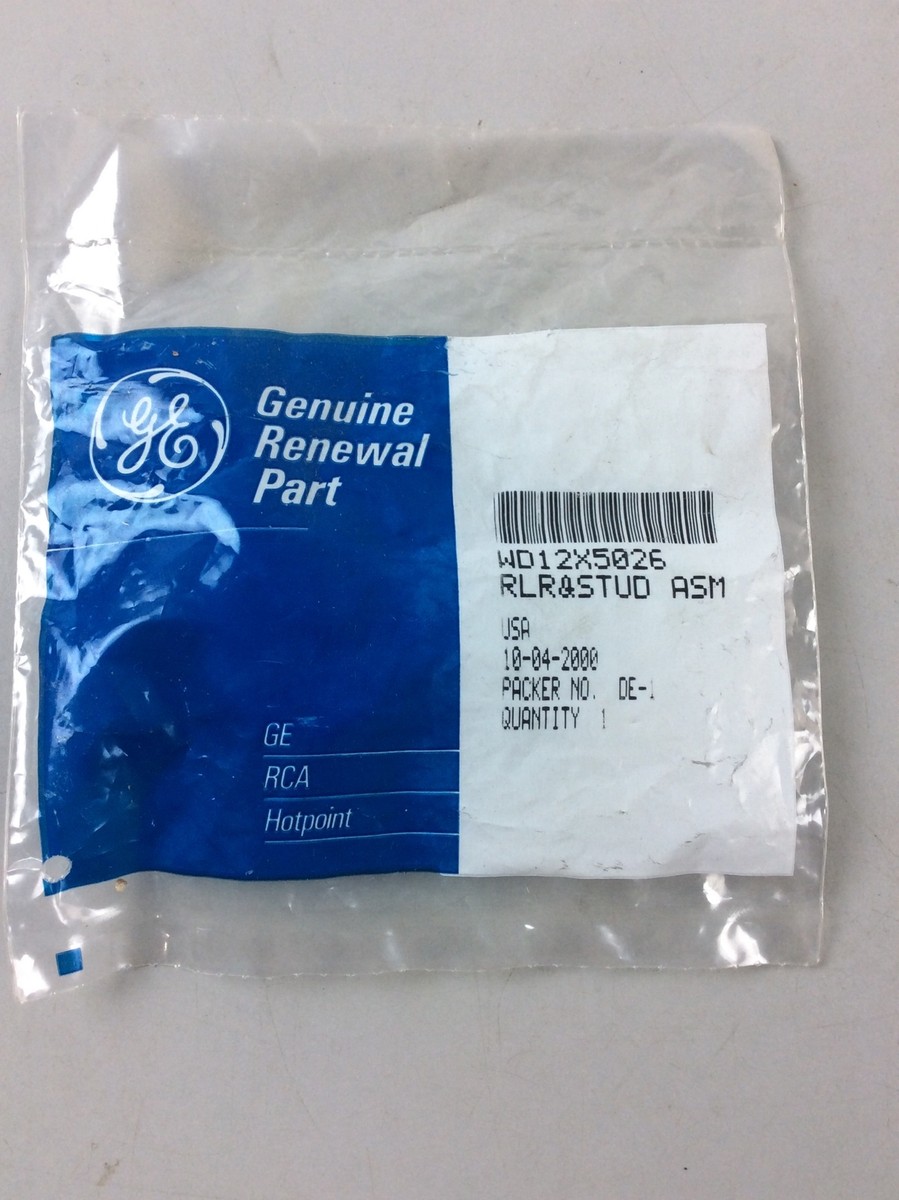 GE
Genuine
Renewal
Part
GE
RCA
Hotpoint
WD12X5026
RLR&STUD ASM
USA
10-04-2000
PACKER NO. DE-1
QUANTITY 1